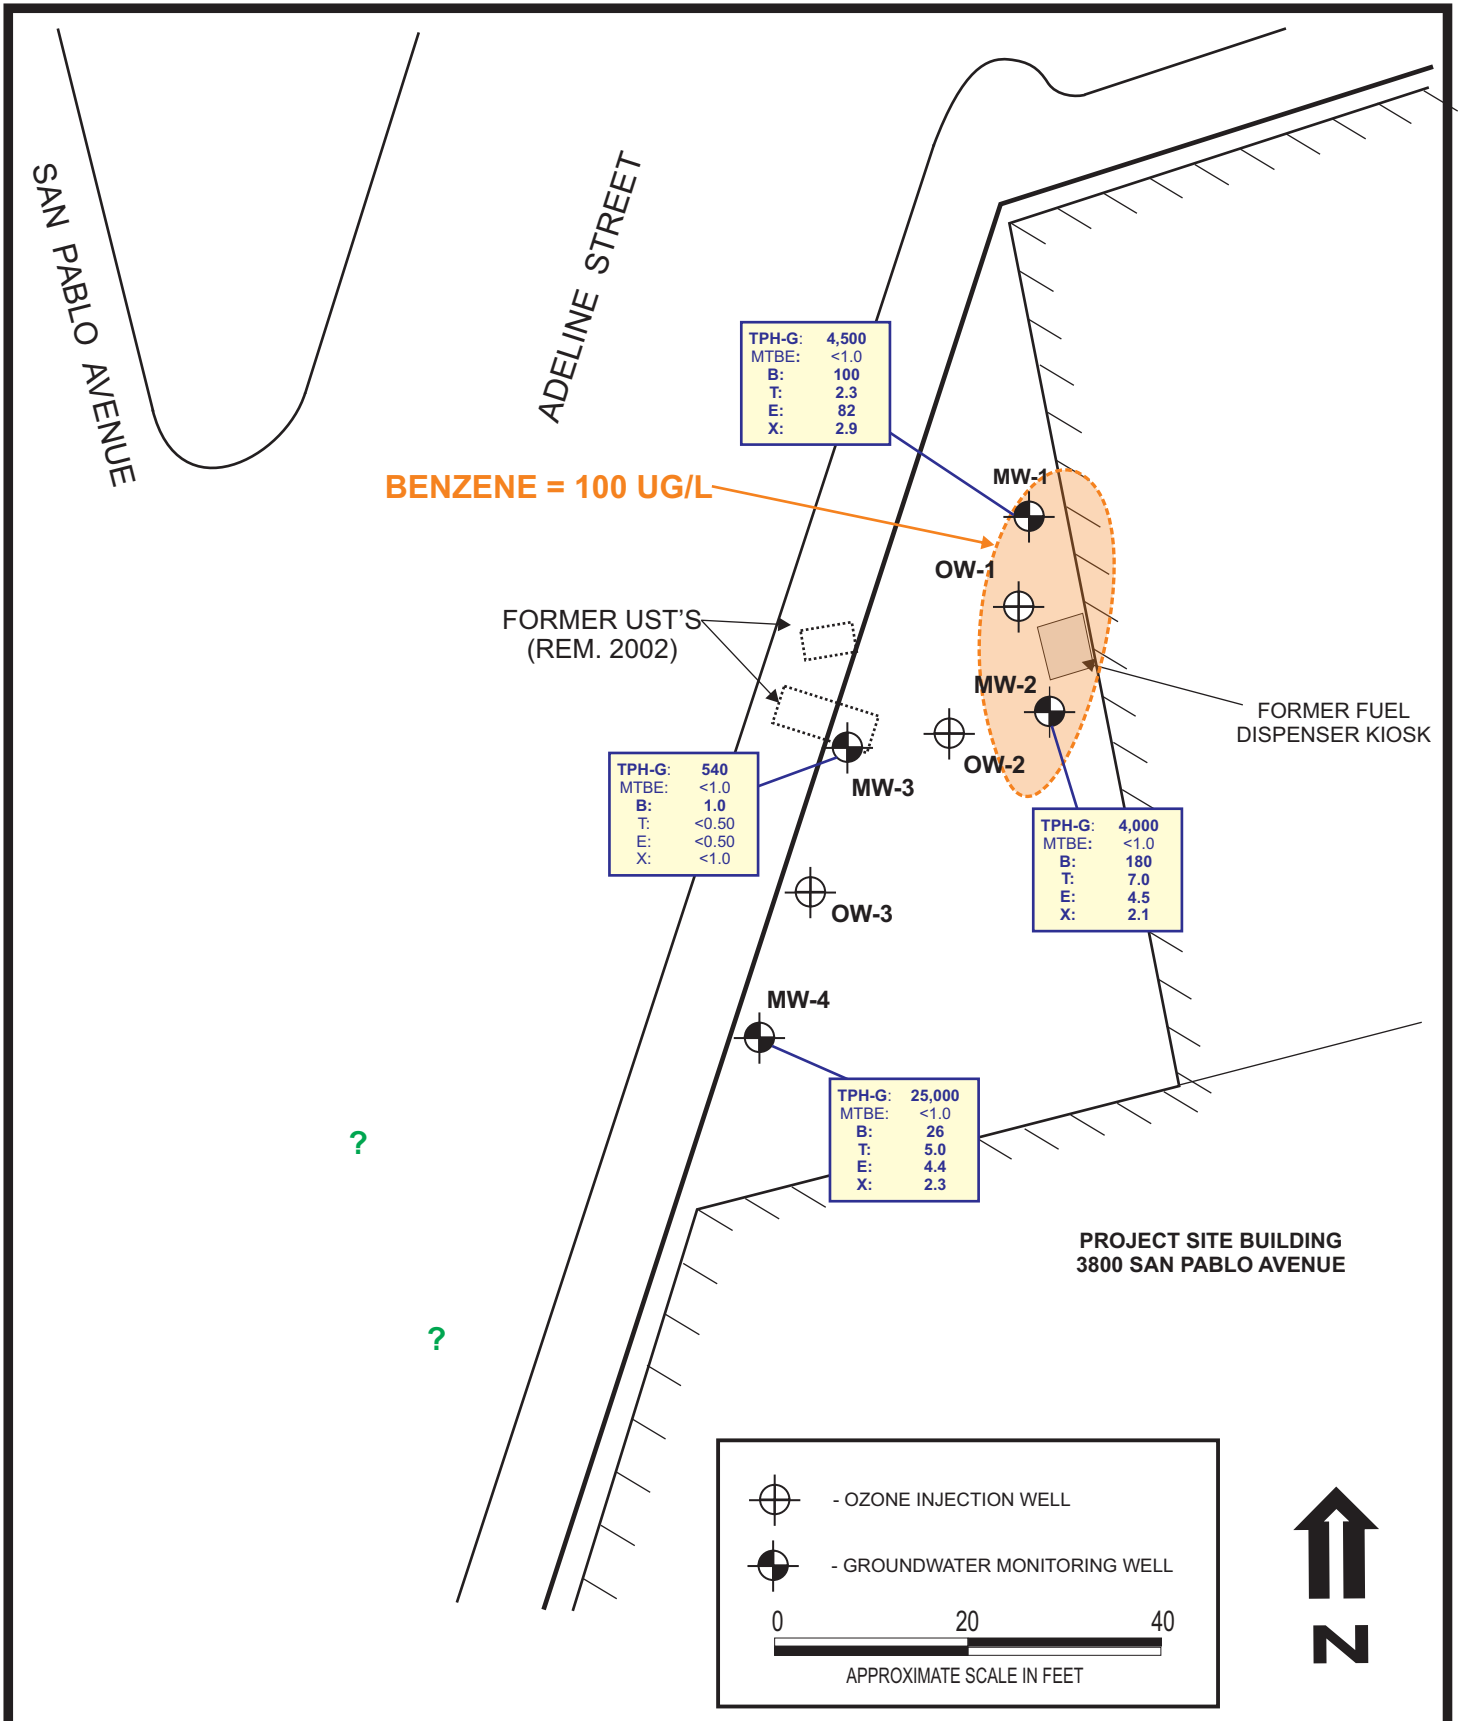 SAN PABLO AVENUE
ADELINE STREET
TPH-G: 4,500
MTBE: <1.0
B: 100
T: 2.3
E: 82
X: 2.9
BENZENE = 100 UG/L
MW-1
OW-1
FORMER UST'S
(REM. 2002)
MW-2
FORMER FUEL
DISPENSER KIOSK
OW-2
MW-3
TPH-G: 540
MTBE: <1.0
B: 1.0
T: <0.50
E: <0.50
X: <1.0
TPH-G: 4,000
MTBE: <1.0
B: 180
T: 7.0
E: 4.5
X: 2.1
OW-3
MW-4
TPH-G: 25,000
MTBE: <1.0
B: 26
T: 5.0
E: 4.4
X: 2.3
?
PROJECT SITE BUILDING
3800 SAN PABLO AVENUE
?
- OZONE INJECTION WELL
- GROUNDWATER MONITORING WELL
0 20 40
APPROXIMATE SCALE IN FEET
N